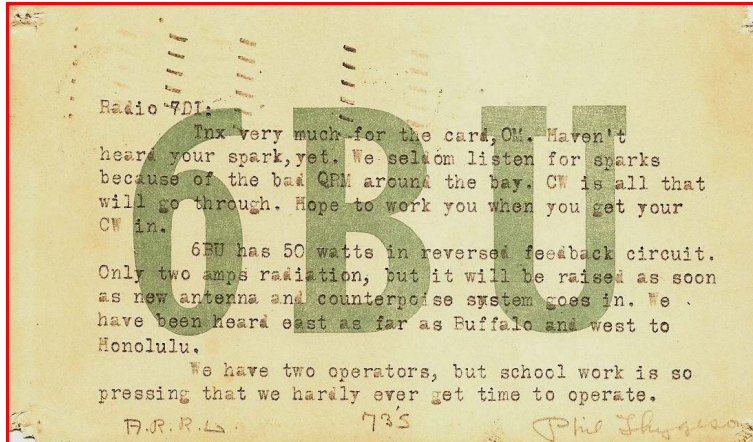 6BU
Radio 7DI:
Tnx very much for the card,OM. Haven't
heard your spark,yet. We seldom listen for sparks
because of the bad QRM around the bay. CW is all that
will go through. Hope to work you when you get your
CW in.
6BU has 50 watts in reversed feedback circuit.
Only two amps radiation, but it will be raised as soon
as new antenna and counterpoise system goes in. We
have been heard east as far as Buffalo and west to
Honolulu.
We have two operators, but school work is so
pressing that we hardly ever get time to operate.
A.R.R.L. 73's Phil Thygeson